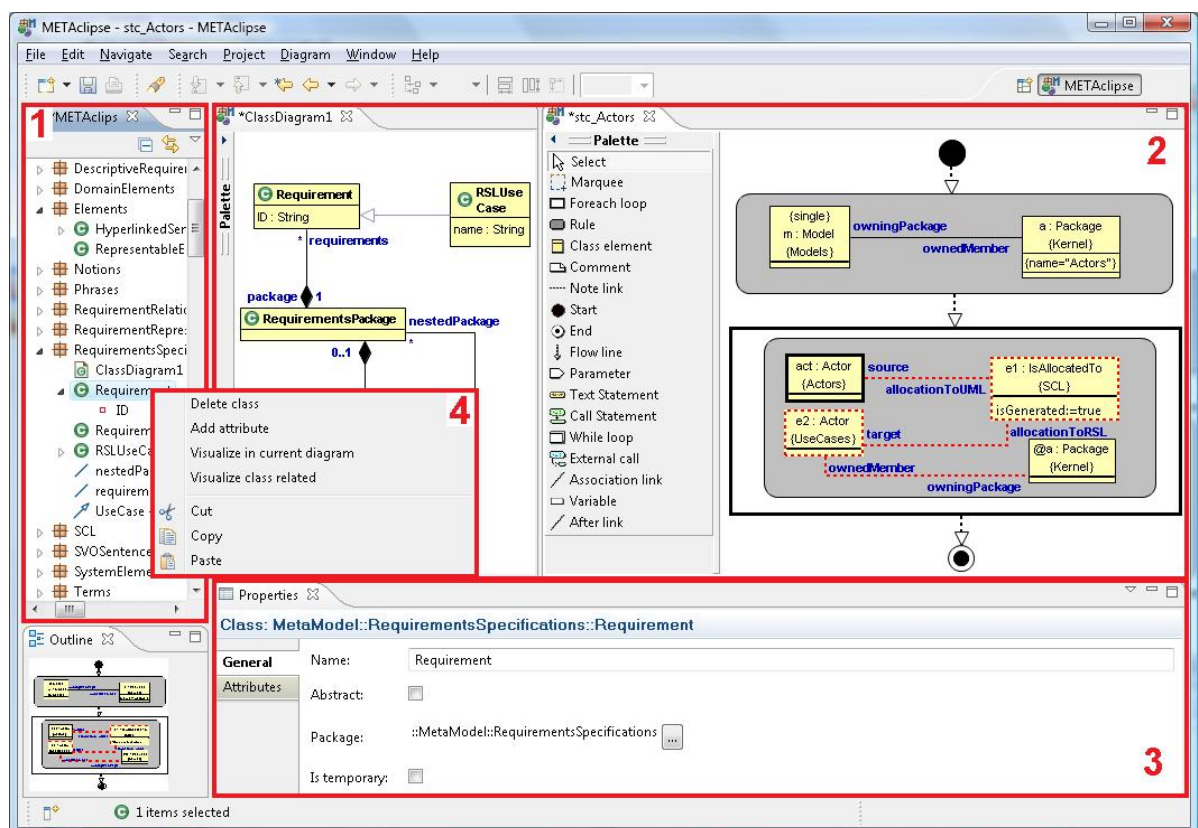 METAclipse - stc_Actors - METAclipse
File Edit Navigate Search Project Diagram Window Help
METAclipse
1
*METAclips
DescriptiveRequirer
DomainElements
Elements
HyperlinkedSer
RepresentableE
Notions
Phrases
RequirementRelatic
RequirementRepre:
RequirementsSpeci
ClassDiagram1
Requirem
ID
Requirem
RSLUseCa
nestedPa
requirem
UseCase
SCL
SVOSentence
SystemEleme
Terms
*ClassDiagram1
Palette
Requirement
ID : String
RSLUse
Case
name : String
* requirements
package 1
RequirementsPackage
nestedPackage
*
0..1
*stc_Actors
Palette
Select
Marquee
Foreach loop
Rule
Class element
Comment
Note link
Start
End
Flow line
Parameter
Text Statement
Call Statement
While loop
External call
Association link
Variable
After link
2
{single}
m : Model
{Models}
owningPackage
ownedMember
a : Package
{Kernel}
{name="Actors"}
act : Actor
{Actors}
source
allocationToUML
e1 : IsAllocatedTo
{SCL}
isGenerated:=true
e2 : Actor
{UseCases}
target
allocationToRSL
@a : Package
{Kernel}
ownedMember
owningPackage
4
Delete class
Add attribute
Visualize in current diagram
Visualize class related
Cut
Copy
Paste
Outline
Properties
Class: MetaModel::RequirementsSpecifications::Requirement
General
Attributes
Name: Requirement
Abstract:
Package: ::MetaModel::RequirementsSpecifications ...
Is temporary:
3
1 items selected